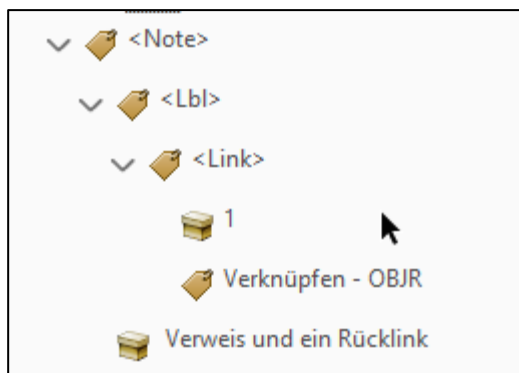 <Note>
<Lbl>
<Link>
1
Verknüpfen - OBJR
Verweis und ein Rücklink